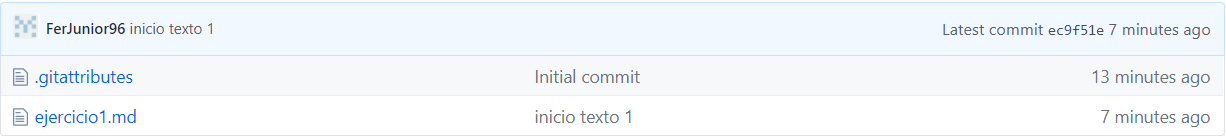 FerJunior96 inicio texto 1 Latest commit ec9f51e 7 minutes ago
.gitattributes Initial commit 13 minutes ago
ejercicio1.md inicio texto 1 7 minutes ago